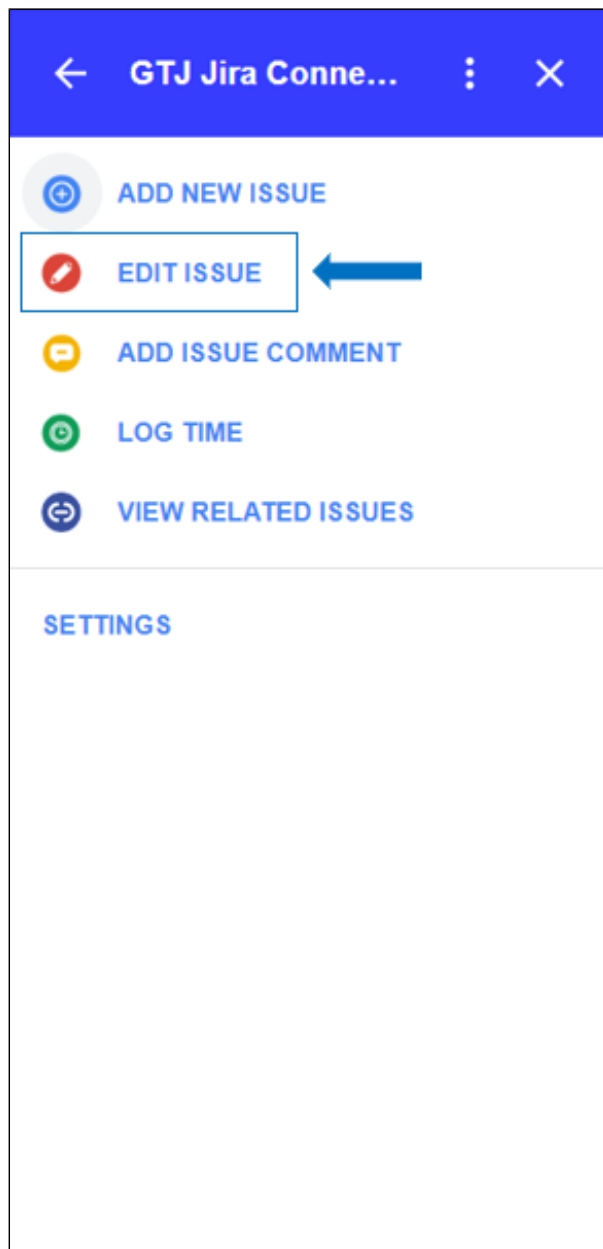 GTJ Jira Conne...
ADD NEW ISSUE
EDIT ISSUE
ADD ISSUE COMMENT
LOG TIME
VIEW RELATED ISSUES
SETTINGS